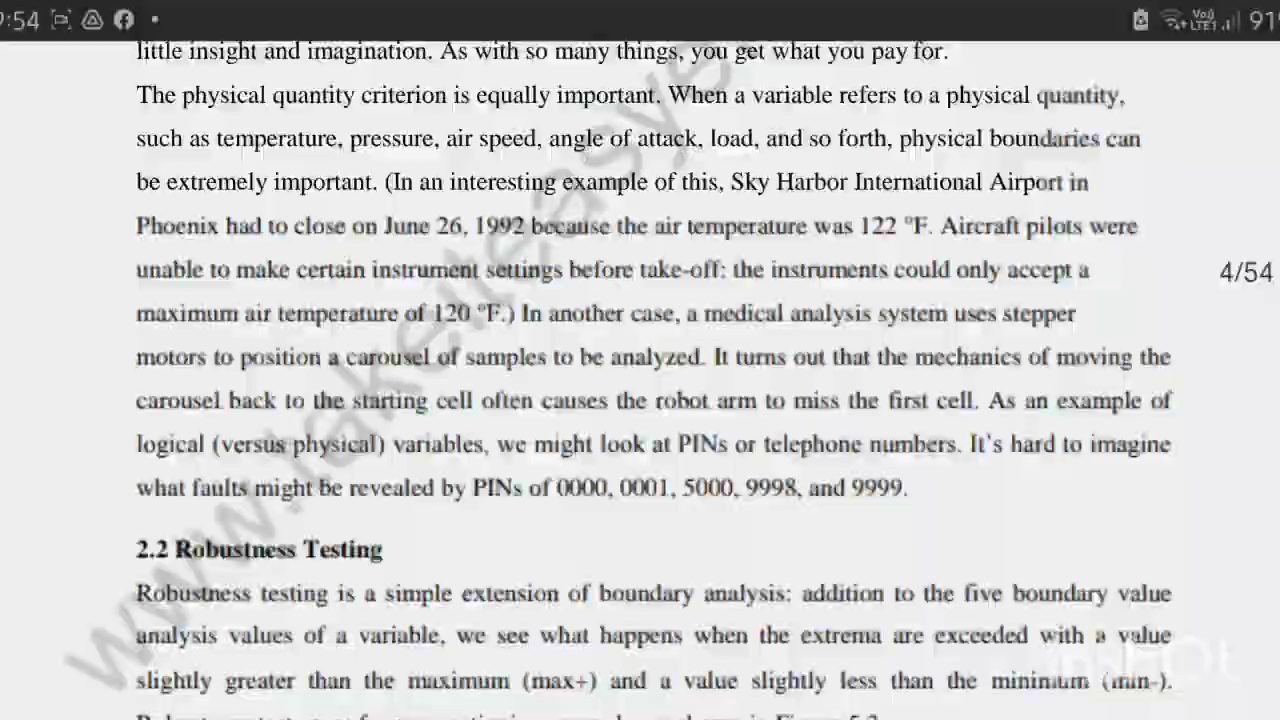 9:54
Vo)) LTE1 91%
little insight and imagination. As with so many things, you get what you pay for.
The physical quantity criterion is equally important. When a variable refers to a physical quantity,
such as temperature, pressure, air speed, angle of attack, load, and so forth, physical boundaries can
be extremely important. (In an interesting example of this, Sky Harbor International Airport in
Phoenix had to close on June 26, 1992 because the air temperature was 122 °F. Aircraft pilots were
unable to make certain instrument settings before take-off: the instruments could only accept a
4/54
maximum air temperature of 120 °F.) In another case, a medical analysis system uses stepper
motors to position a carousel of samples to be analyzed. It turns out that the mechanics of moving the
carousel back to the starting cell often causes the robot arm to miss the first cell. As an example of
logical (versus physical) variables, we might look at PINs or telephone numbers. It's hard to imagine
what faults might be revealed by PINs of 0000, 0001, 5000, 9998, and 9999.
2.2 Robustness Testing
Robustness testing is a simple extension of boundary analysis: addition to the five boundary value
analysis values of a variable, we see what happens when the extrema are exceeded with a value
slightly greater than the maximum (max+) and a value slightly less than the minimum (min-).